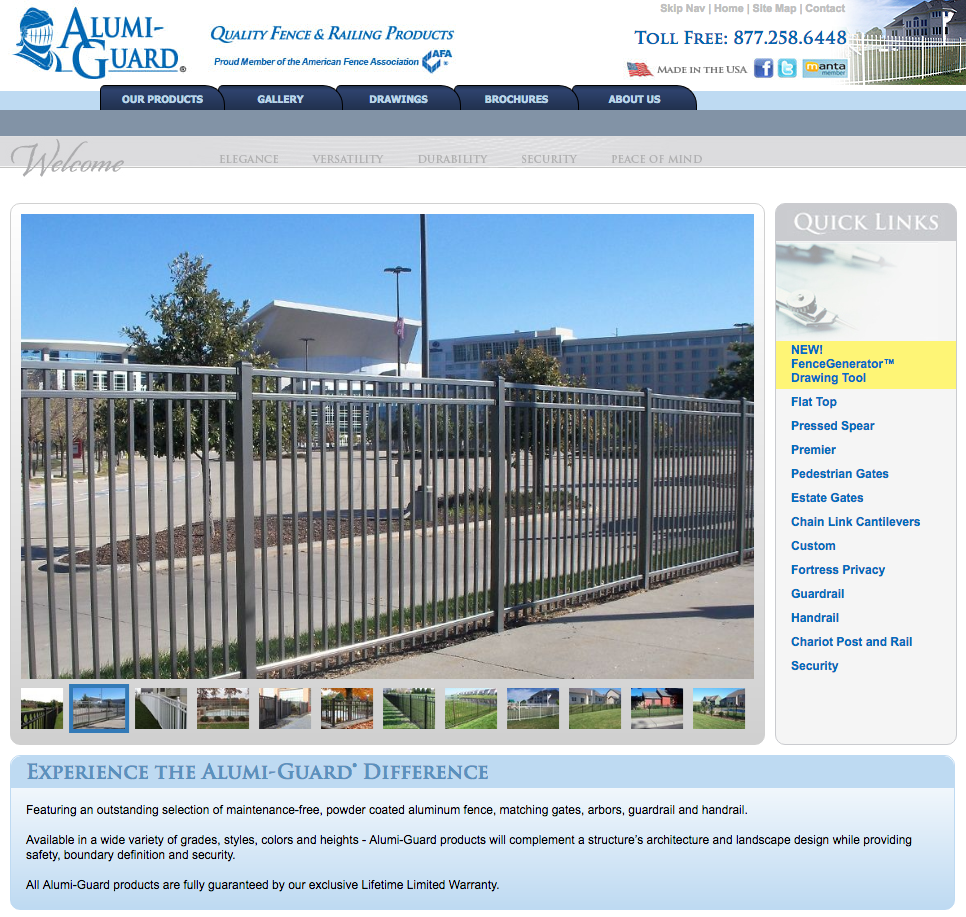 Skip Nav | Home | Site Map | Contact
ALUMI-
GUARD®
QUALITY FENCE & RAILING PRODUCTS
Proud Member of the American Fence Association
AFA
TOLL FREE: 877.258.6448
MADE IN THE USA
manta
member
OUR PRODUCTS
GALLERY
DRAWINGS
BROCHURES
ABOUT US
Welcome
ELEGANCE
VERSATILITY
DURABILITY
SECURITY
PEACE OF MIND
QUICK LINKS
NEW!
FenceGenerator™
Drawing Tool
Flat Top
Pressed Spear
Premier
Pedestrian Gates
Estate Gates
Chain Link Cantilevers
Custom
Fortress Privacy
Guardrail
Handrail
Chariot Post and Rail
Security
EXPERIENCE THE ALUMI-GUARD® DIFFERENCE
Featuring an outstanding selection of maintenance-free, powder coated aluminum fence, matching gates, arbors, guardrail and handrail.
Available in a wide variety of grades, styles, colors and heights - Alumi-Guard products will complement a structure's architecture and landscape design while providing
safety, boundary definition and security.
All Alumi-Guard products are fully guaranteed by our exclusive Lifetime Limited Warranty.